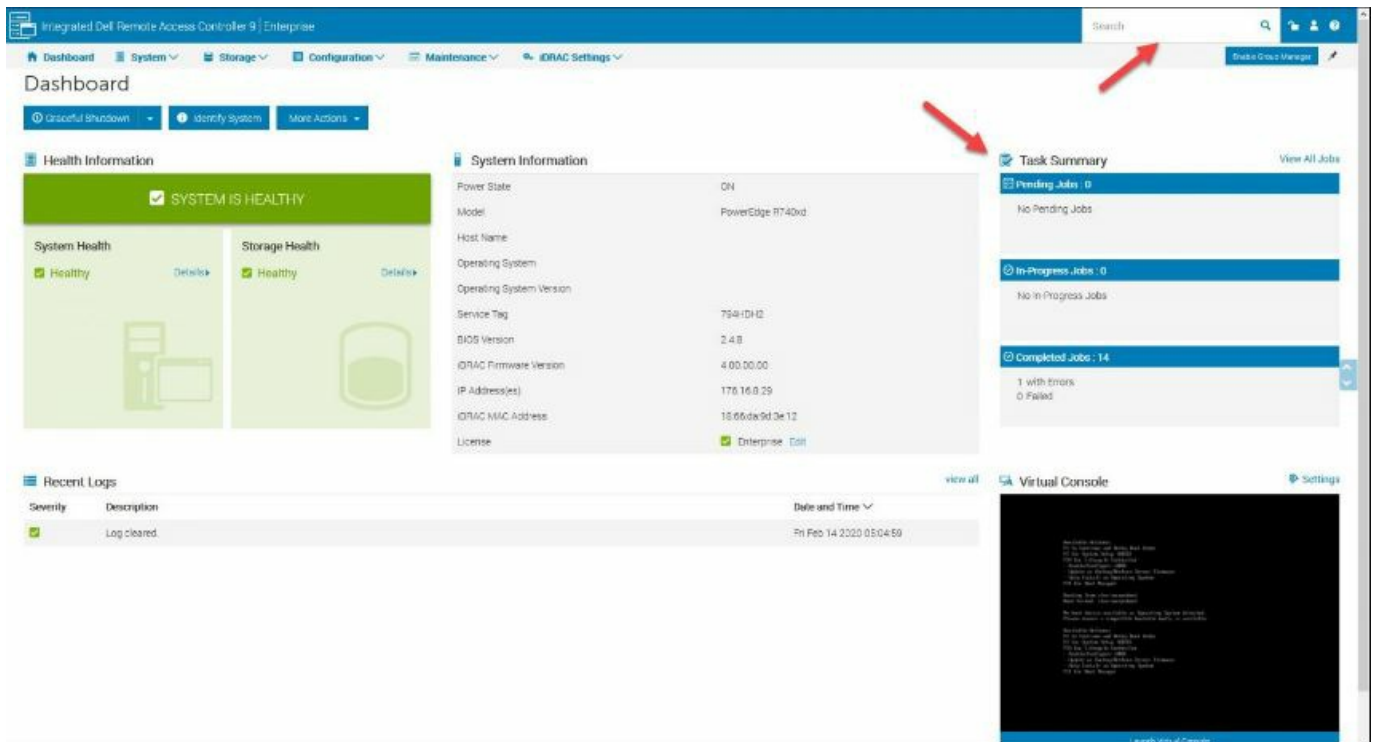 Integrated Dell Remote Access Controller 9 | Enterprise
Search
Dashboard System Storage Configuration Maintenance iDRAC Settings
Enable Group Manager
Dashboard
Graceful Shutdown Identify System More Actions
Health Information
SYSTEM IS HEALTHY
System Health
Healthy Details
Storage Health
Healthy Details
System Information
Power State ON
Model PowerEdge R740xd
Host Name
Operating System
Operating System Version
Service Tag
BIOS Version 2.4.8
iDRAC Firmware Version 4.00.00.00
IP Address(es) 176.16.8.29
iDRAC MAC Address
License Enterprise Edit
Task Summary View All Jobs
Pending Jobs : 0
No Pending Jobs
In-Progress Jobs : 0
No In-Progress Jobs
Completed Jobs : 14
1 with Errors
0 Failed
Recent Logs view all
Severity Description Date and Time
Log cleared. Fri Feb 14 2020 05:04:59
Virtual Console Settings
Launch Virtual Console